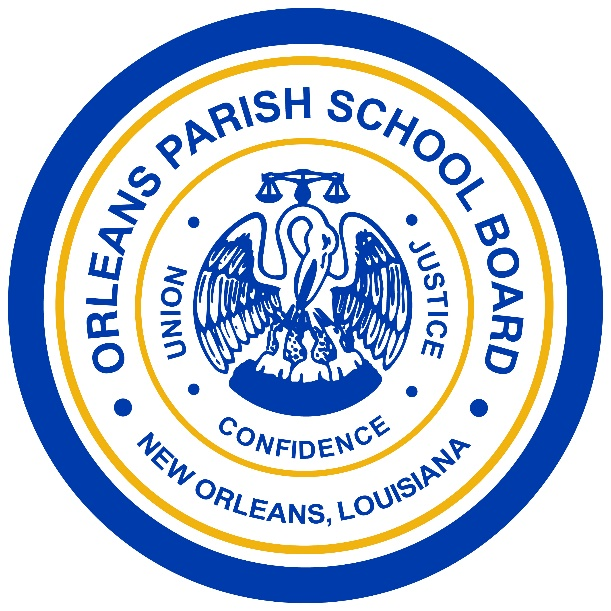 ORLEANS PARISH SCHOOL BOARD
UNION
JUSTICE
CONFIDENCE
NEW ORLEANS, LOUISIANA